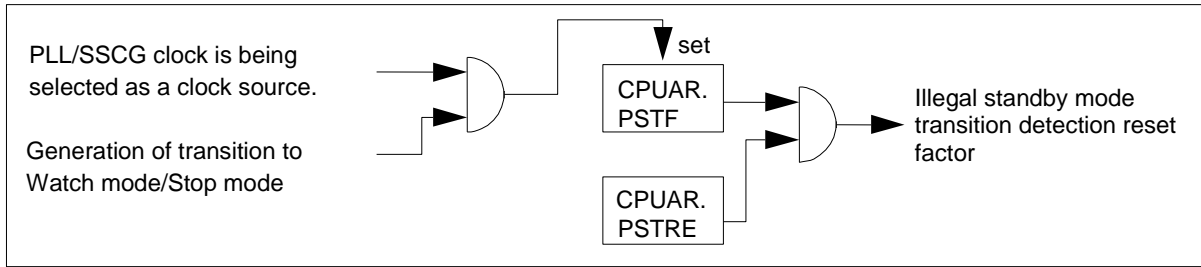 PLL/SSCG clock is being
selected as a clock source.
Generation of transition to
Watch mode/Stop mode
set
CPUAR.
PSTF
CPUAR.
PSTRE
Illegal standby mode
transition detection reset
factor